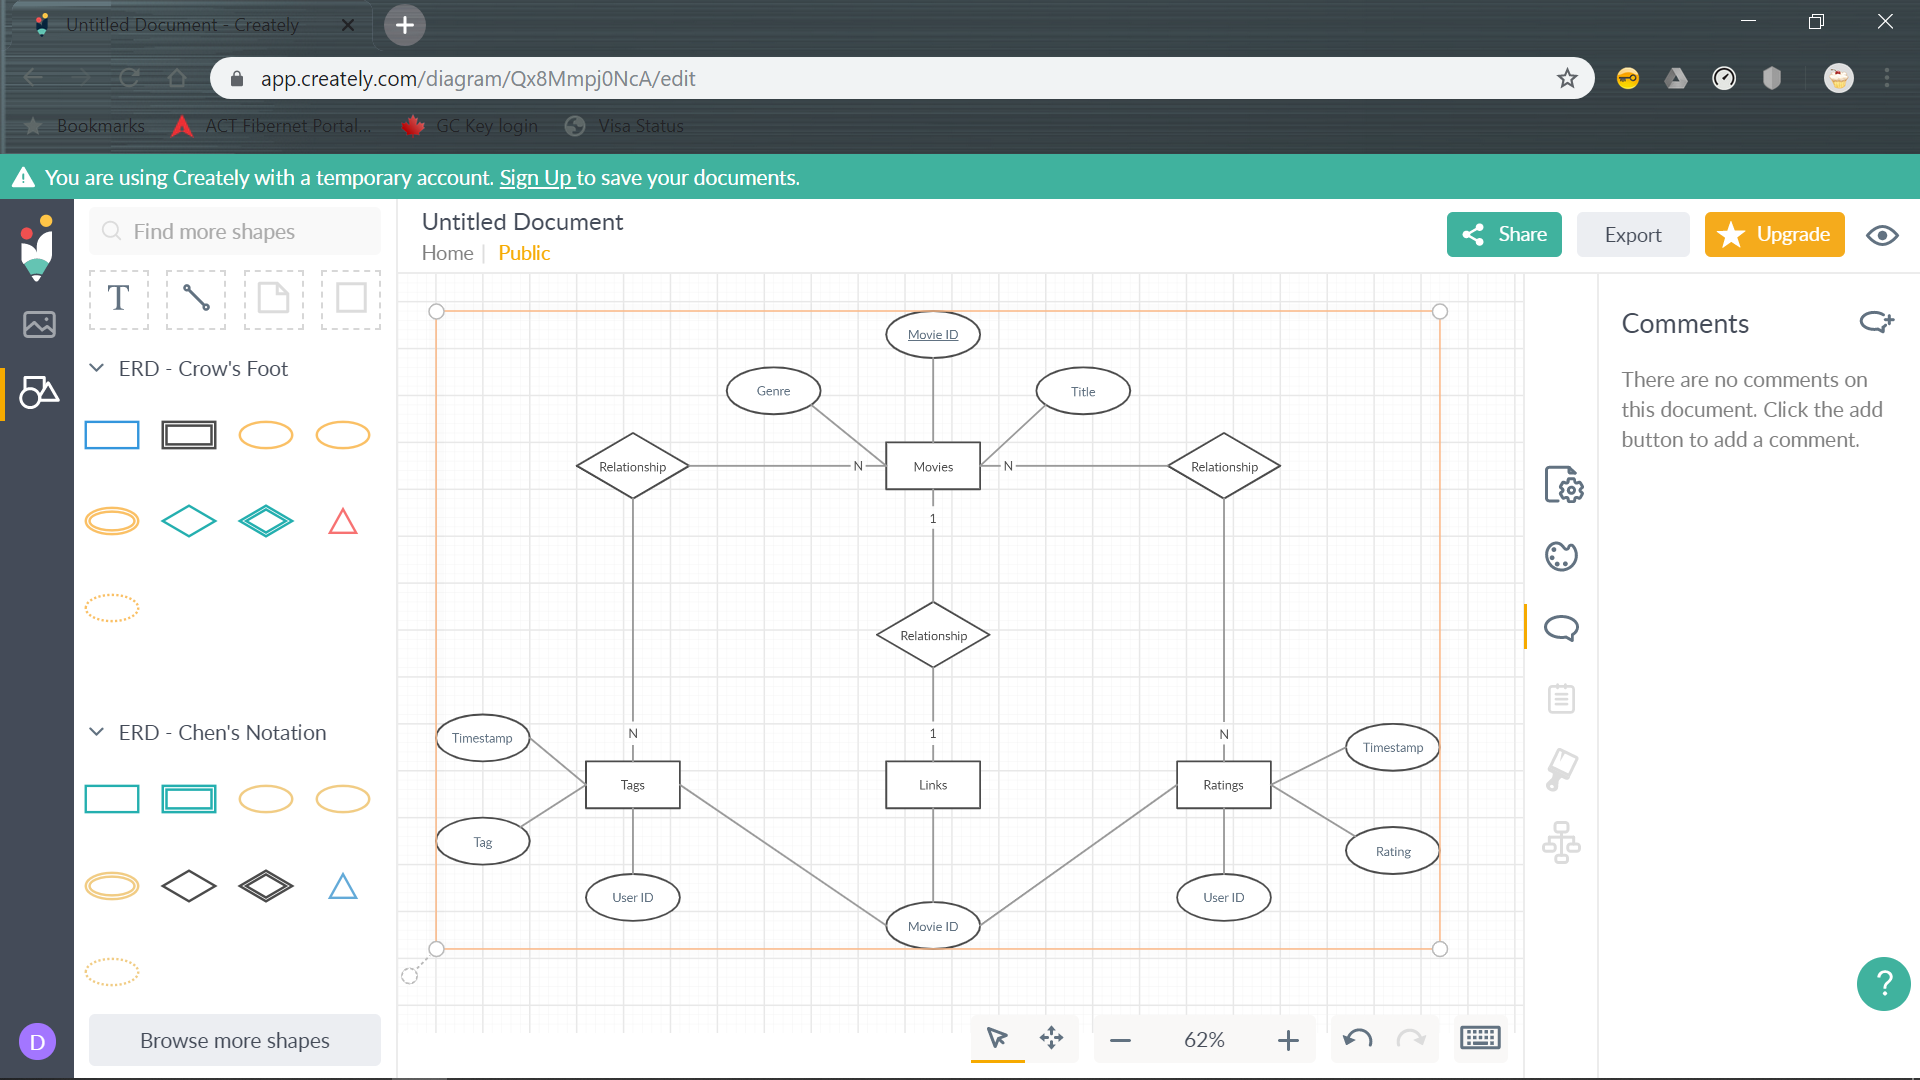 Untitled Document - Creately
app.creately.com/diagram/Qx8Mmpj0NcA/edit
Bookmarks
ACT Fibernet Portal...
GC Key login
Visa Status
You are using Creately with a temporary account. Sign Up to save your documents.
Find more shapes
T
ERD - Crow's Foot
ERD - Chen's Notation
Browse more shapes
D
Untitled Document
Home
Public
Share
Export
Upgrade
Movie ID
Genre
Title
Relationship
N
Movies
N
Relationship
1
Relationship
Timestamp
N
1
N
Timestamp
Tags
Links
Ratings
Tag
Rating
User ID
User ID
Movie ID
62%
Comments
There are no comments on
this document. Click the add
button to add a comment.
?